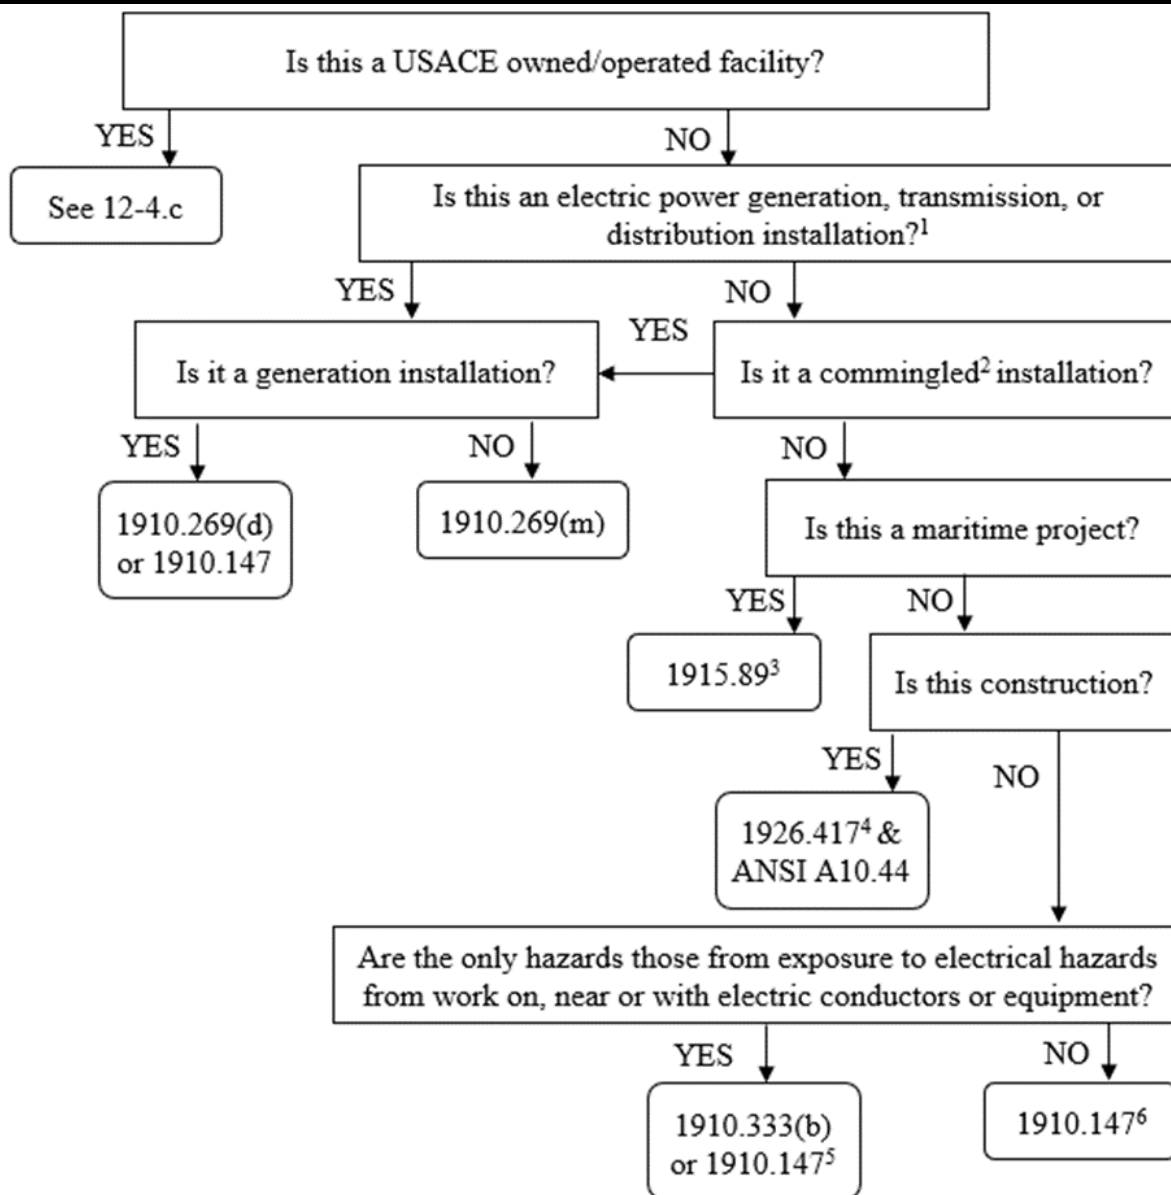 Is this a USACE owned/operated facility?
YES
NO
See 12-4.c
Is this an electric power generation, transmission, or
distribution installation?¹
YES
NO
YES
Is it a generation installation?
Is it a commingled² installation?
YES
NO
NO
1910.269(d)
or 1910.147
1910.269(m)
Is this a maritime project?
YES
NO
1915.89³
Is this construction?
YES
NO
1926.417⁴ &
ANSI A10.44
Are the only hazards those from exposure to electrical hazards
from work on, near or with electric conductors or equipment?
YES
NO
1910.333(b)
or 1910.147⁵
1910.147⁶